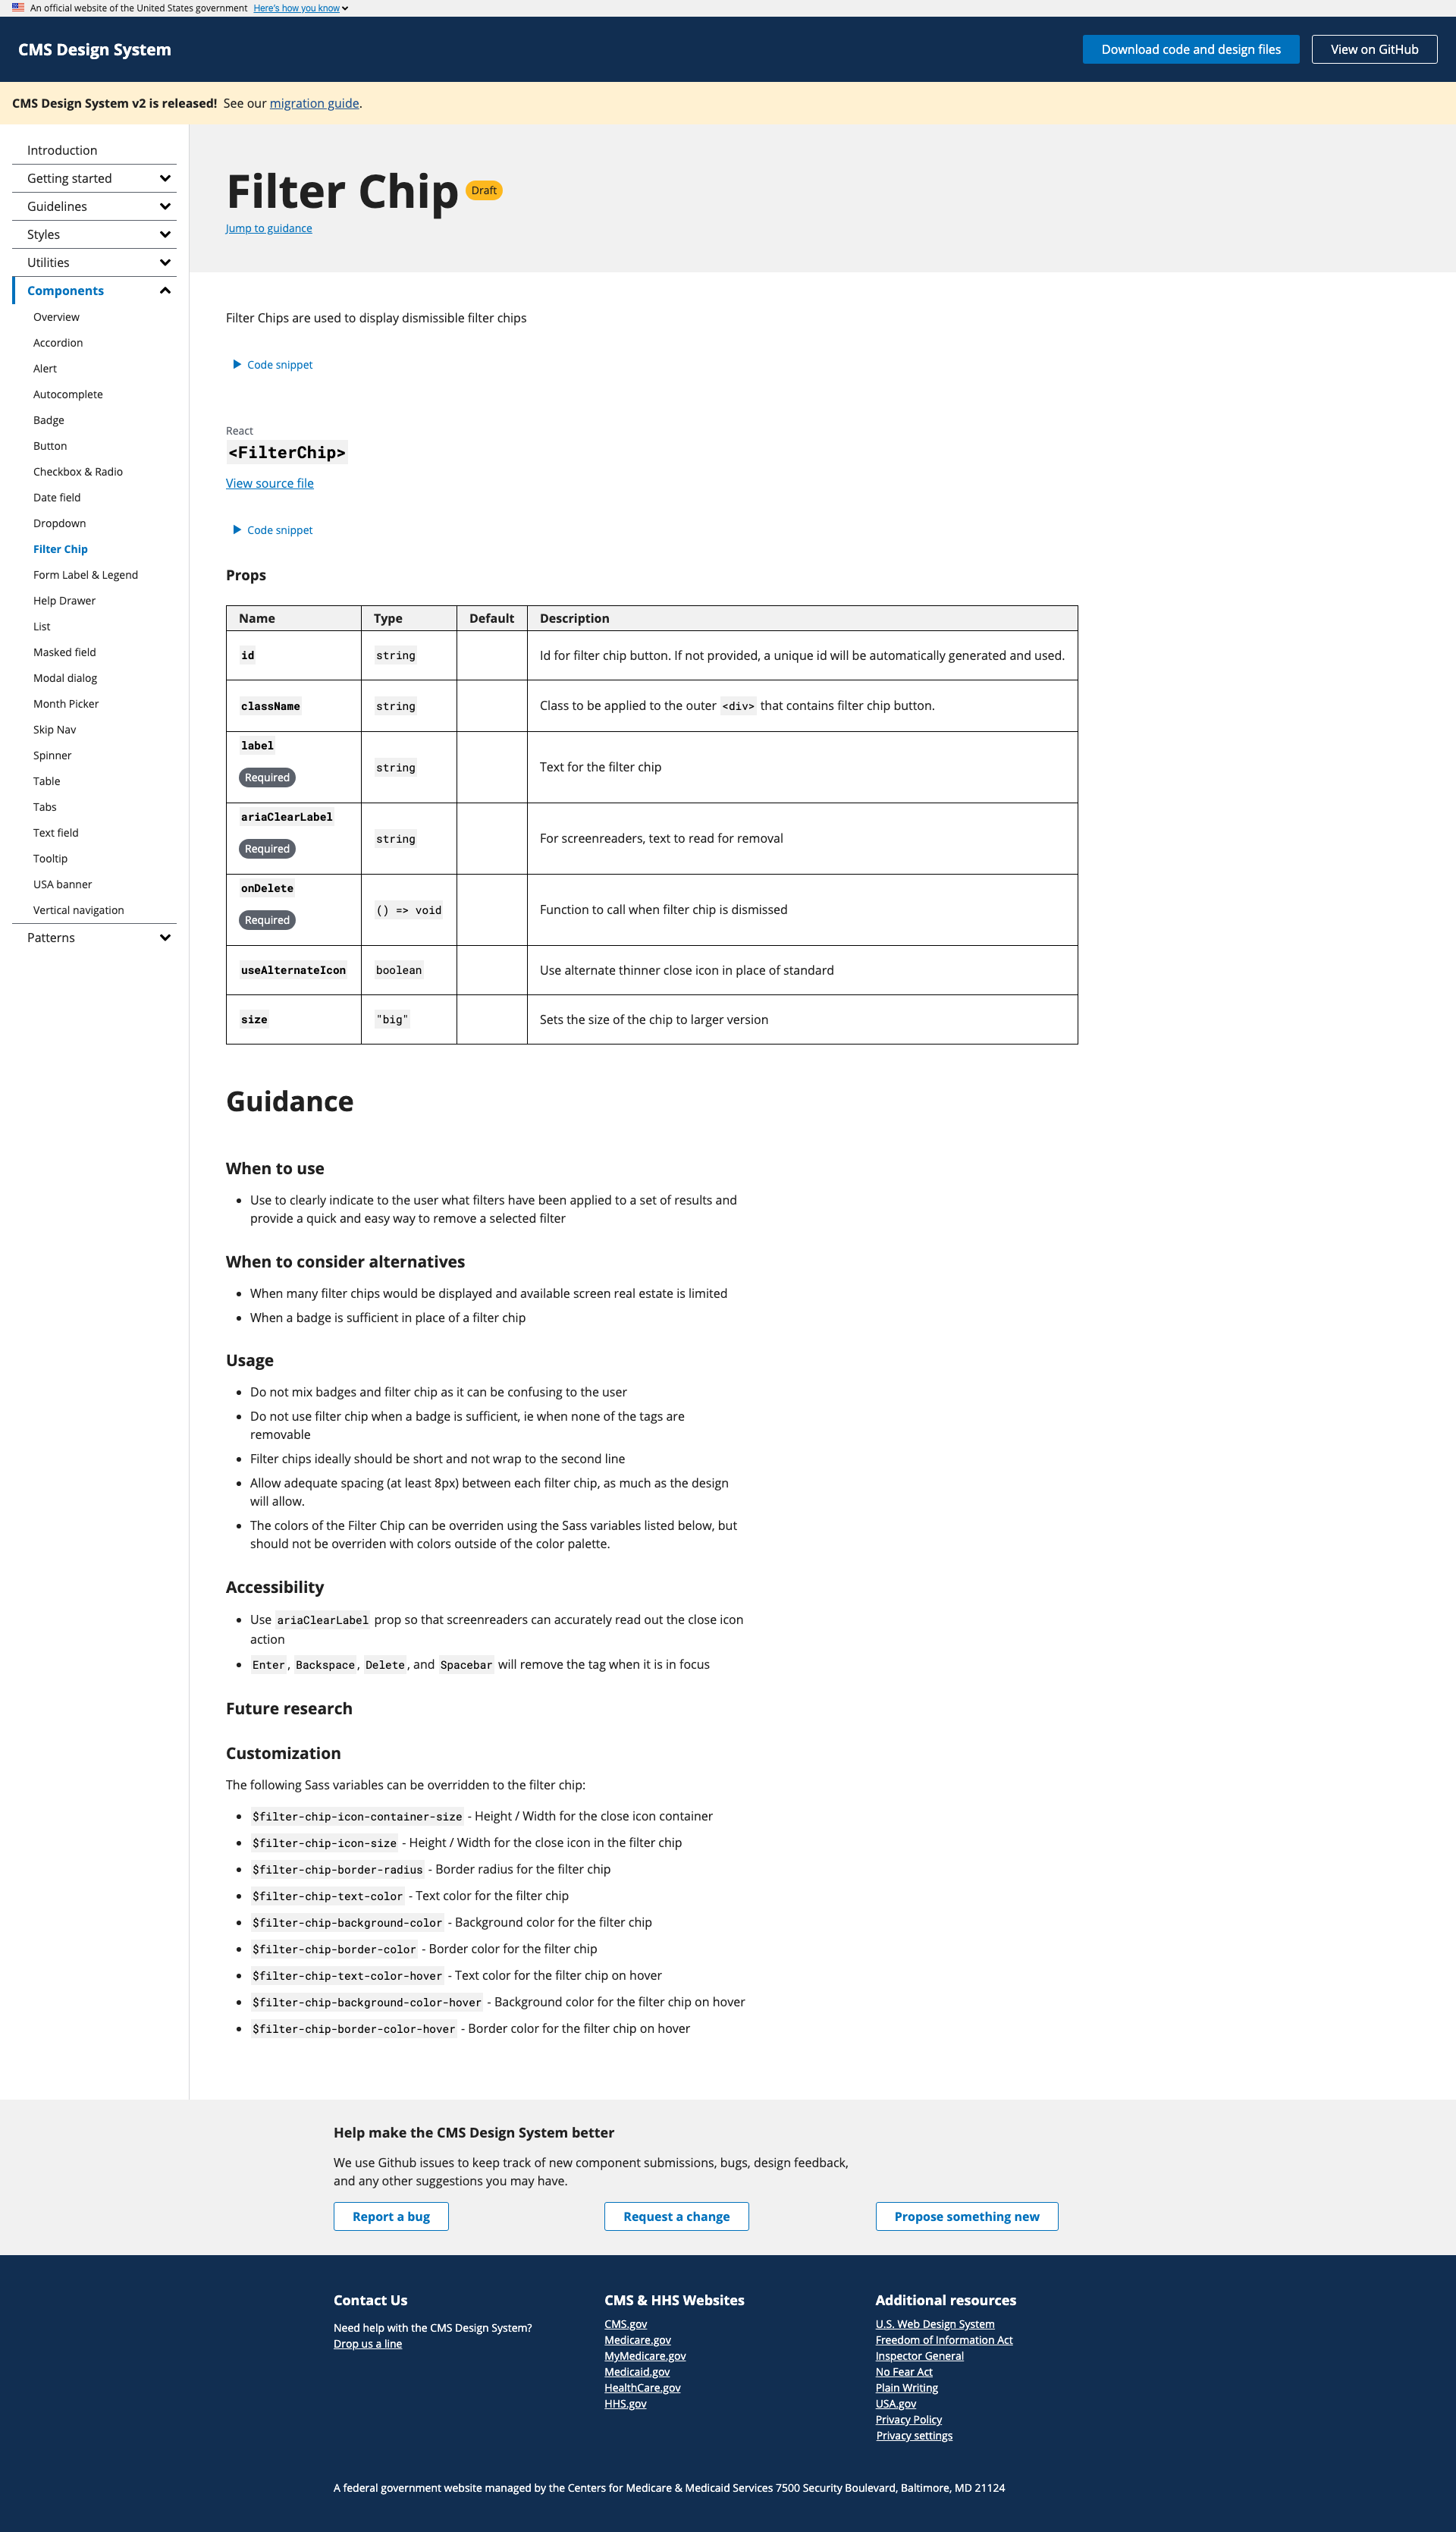 An official website of the United States government Here's how you know
CMS Design System
Download code and design files
View on GitHub
CMS Design System v2 is released! See our migration guide.
Introduction
Getting started
Guidelines
Styles
Utilities
Components
Overview
Accordion
Alert
Autocomplete
Badge
Button
Checkbox & Radio
Date field
Dropdown
Filter Chip
Form Label & Legend
Help Drawer
List
Masked field
Modal dialog
Month Picker
Skip Nav
Spinner
Table
Tabs
Text field
Tooltip
USA banner
Vertical navigation
Patterns
Filter Chip Draft
Jump to guidance
Filter Chips are used to display dismissible filter chips
Code snippet
React
<FilterChip>
View source file
Code snippet
Props
Name Type Default Description
id string Id for filter chip button. If not provided, a unique id will be automatically generated and used.
className string Class to be applied to the outer <div> that contains filter chip button.
label
Required
string Text for the filter chip
ariaClearLabel
Required
string For screenreaders, text to read for removal
onDelete
Required
() => void Function to call when filter chip is dismissed
useAlternateIcon boolean Use alternate thinner close icon in place of standard
size "big" Sets the size of the chip to larger version
Guidance
When to use
Use to clearly indicate to the user what filters have been applied to a set of results and
provide a quick and easy way to remove a selected filter
When to consider alternatives
When many filter chips would be displayed and available screen real estate is limited
When a badge is sufficient in place of a filter chip
Usage
Do not mix badges and filter chip as it can be confusing to the user
Do not use filter chip when a badge is sufficient, ie when none of the tags are
removable
Filter chips ideally should be short and not wrap to the second line
Allow adequate spacing (at least 8px) between each filter chip, as much as the design
will allow.
The colors of the Filter Chip can be overriden using the Sass variables listed below, but
should not be overriden with colors outside of the color palette.
Accessibility
Use ariaClearLabel prop so that screenreaders can accurately read out the close icon
action
Enter, Backspace, Delete, and Spacebar will remove the tag when it is in focus
Future research
Customization
The following Sass variables can be overridden to the filter chip:
$filter-chip-icon-container-size - Height / Width for the close icon container
$filter-chip-icon-size - Height / Width for the close icon in the filter chip
$filter-chip-border-radius - Border radius for the filter chip
$filter-chip-text-color - Text color for the filter chip
$filter-chip-background-color - Background color for the filter chip
$filter-chip-border-color - Border color for the filter chip
$filter-chip-text-color-hover - Text color for the filter chip on hover
$filter-chip-background-color-hover - Background color for the filter chip on hover
$filter-chip-border-color-hover - Border color for the filter chip on hover
Help make the CMS Design System better
We use Github issues to keep track of new component submissions, bugs, design feedback,
and any other suggestions you may have.
Report a bug
Request a change
Propose something new
Contact Us
Need help with the CMS Design System?
Drop us a line
CMS & HHS Websites
CMS.gov
Medicare.gov
MyMedicare.gov
Medicaid.gov
HealthCare.gov
HHS.gov
Additional resources
U.S. Web Design System
Freedom of Information Act
Inspector General
No Fear Act
Plain Writing
USA.gov
Privacy Policy
Privacy settings
A federal government website managed by the Centers for Medicare & Medicaid Services 7500 Security Boulevard, Baltimore, MD 21124